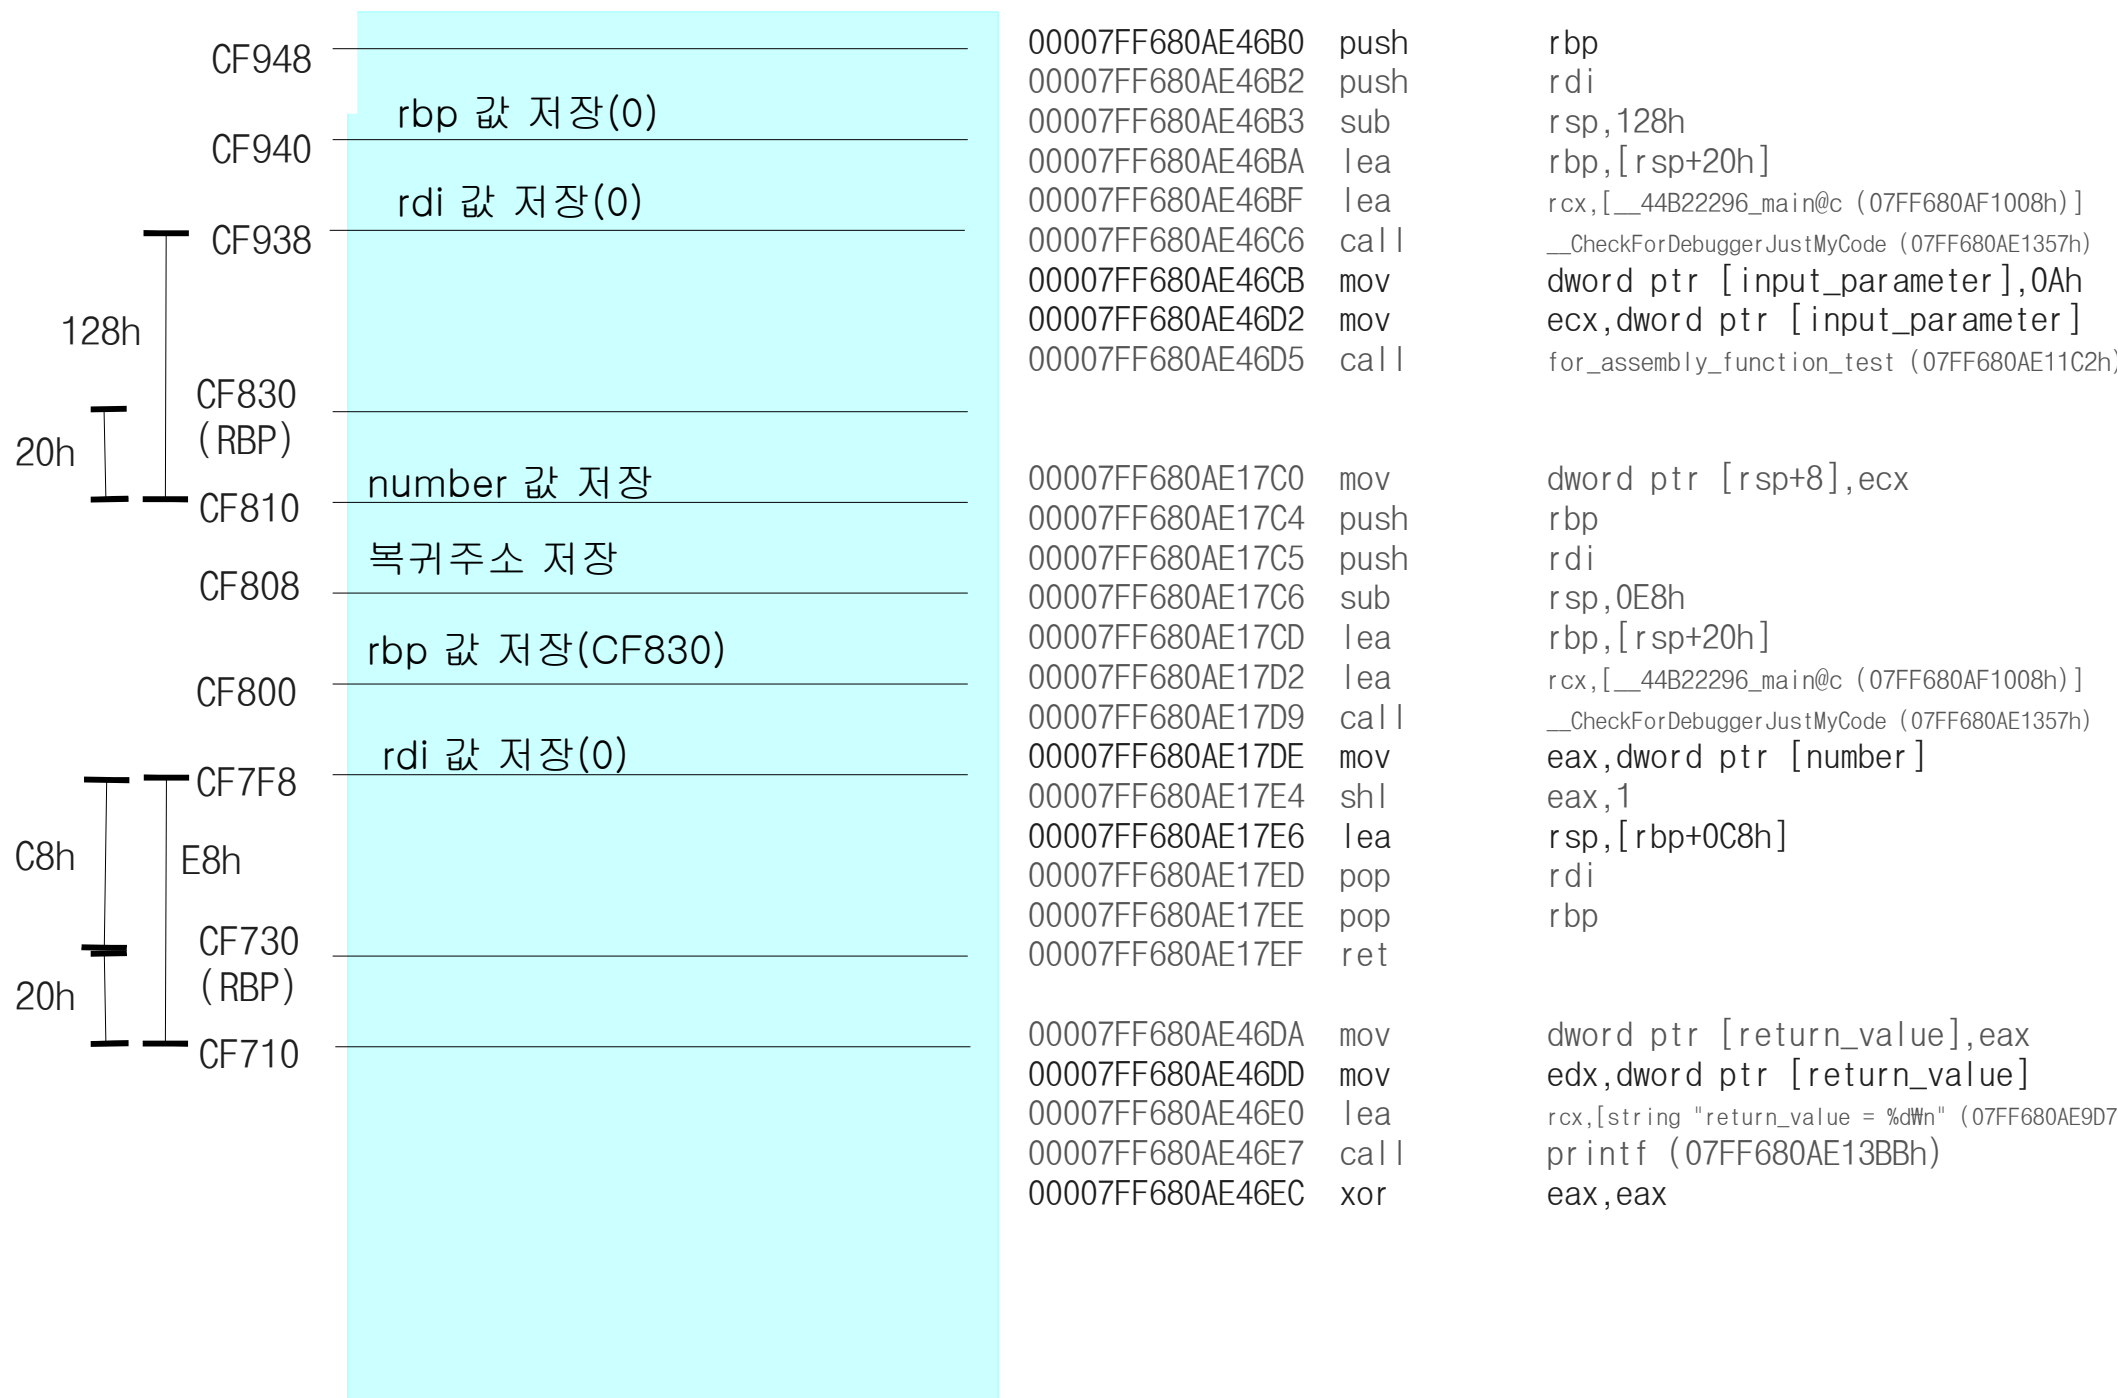 CF948
rbp 값 저장(0)
CF940
rdi 값 저장(0)
CF938
128h
CF830
(RBP)
20h
number 값 저장
CF810
복귀주소 저장
CF808
rbp 값 저장(CF830)
CF800
rdi 값 저장(0)
CF7F8
C8h
E8h
CF730
(RBP)
20h
CF710
00007FF680AE46B0 push rbp
00007FF680AE46B2 push rdi
00007FF680AE46B3 sub rsp,128h
00007FF680AE46BA lea rbp,[rsp+20h]
00007FF680AE46BF lea rcx,[__44B22296_main@c (07FF680AF1008h)]
00007FF680AE46C6 call __CheckForDebuggerJustMyCode (07FF680AE1357h)
00007FF680AE46CB mov dword ptr [input_parameter],0Ah
00007FF680AE46D2 mov ecx,dword ptr [input_parameter]
00007FF680AE46D5 call for_assembly_function_test (07FF680AE11C2h)
00007FF680AE17C0 mov dword ptr [rsp+8],ecx
00007FF680AE17C4 push rbp
00007FF680AE17C5 push rdi
00007FF680AE17C6 sub rsp,0E8h
00007FF680AE17CD lea rbp,[rsp+20h]
00007FF680AE17D2 lea rcx,[__44B22296_main@c (07FF680AF1008h)]
00007FF680AE17D9 call __CheckForDebuggerJustMyCode (07FF680AE1357h)
00007FF680AE17DE mov eax,dword ptr [number]
00007FF680AE17E4 shl eax,1
00007FF680AE17E6 lea rsp,[rbp+0C8h]
00007FF680AE17ED pop rdi
00007FF680AE17EE pop rbp
00007FF680AE17EF ret
00007FF680AE46DA mov dword ptr [return_value],eax
00007FF680AE46DD mov edx,dword ptr [return_value]
00007FF680AE46E0 lea rcx,[string "return_value = %d₩n" (07FF680AE9D7
00007FF680AE46E7 call printf (07FF680AE13BBh)
00007FF680AE46EC xor eax,eax